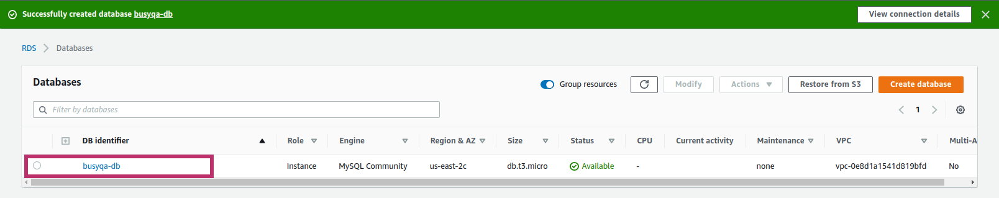 Successfully created database busyqa-db View connection details
RDS Databases
Databases Group resources Modify Actions Restore from S3 Create database
Filter by databases 1
DB identifier Role Engine Region & AZ Size Status CPU Current activity Maintenance VPC Multi-A
busyqa-db Instance MySQL Community us-east-2c db.t3.micro Available - none vpc-0e8d1a1541d819bfd No